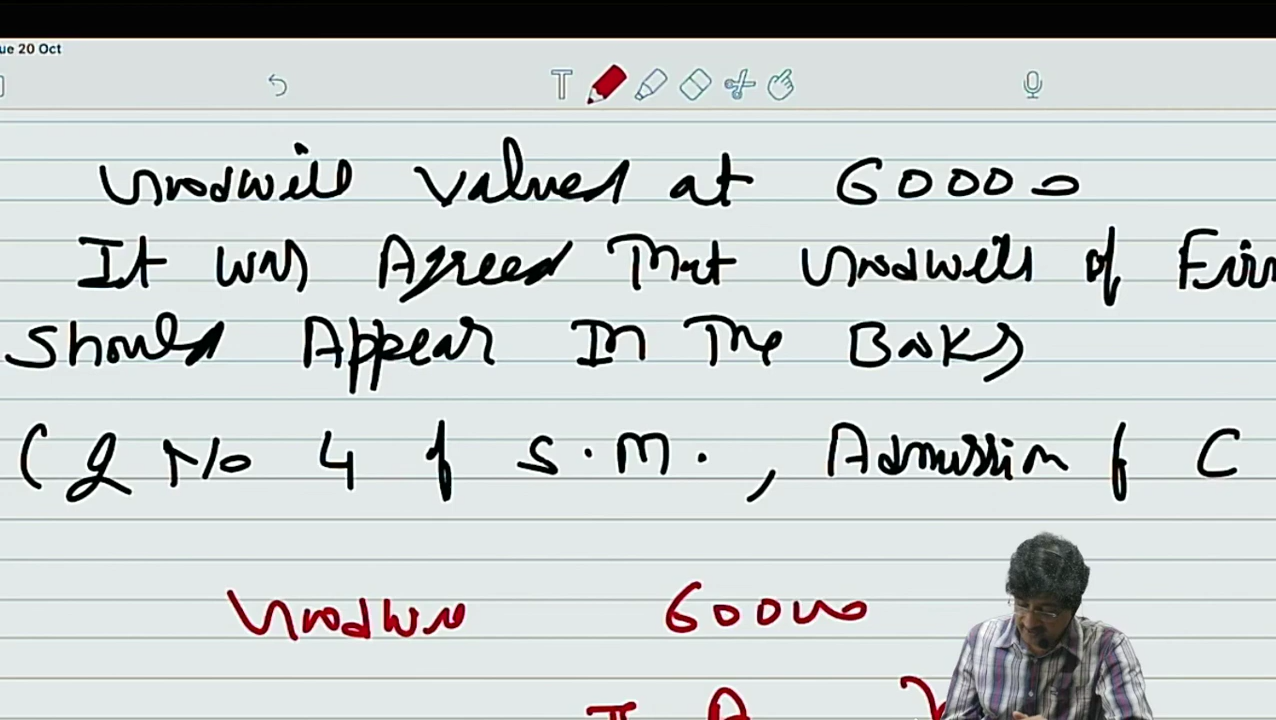 ue 20 Oct
T
Goodwill Valued at 60000
It was Agreed That Goodwill of Firm
Should Appear In The Books
(Q No 4 of S.M., Admission of C
Goodwill 60000
A